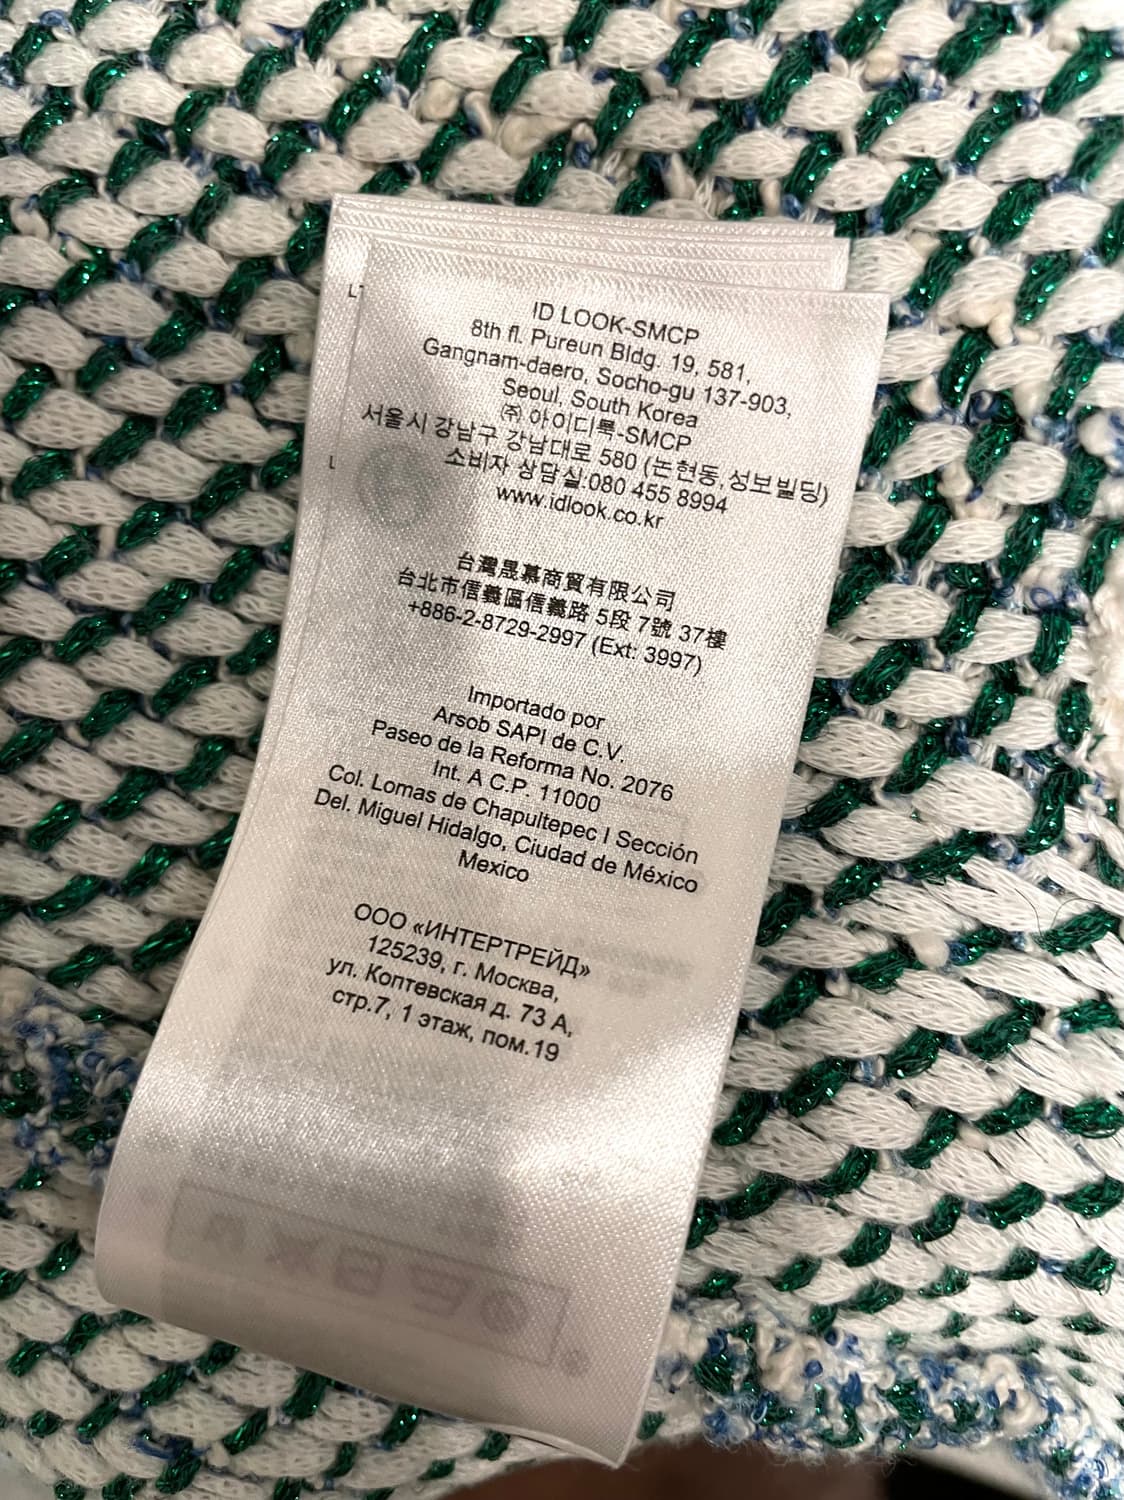 ID LOOK-SMCP
8th fl. Pureun Bldg. 19, 581,
Gangnam-daero, Socho-gu 137-903,
Seoul, South Korea
㈜ 아이디룩-SMCP
서울시 강남구 강남대로 580 (논현동,성보빌딩)
소비자 상담실:080 455 8994
www.idlook.co.kr
台灣晟慕商貿有限公司
台北市信義區信義路 5段 7號 37樓
+886-2-8729-2997 (Ext: 3997)
Importado por
Arsob SAPI de C.V.
Paseo de la Reforma No. 2076
Int. A C.P. 11000
Col. Lomas de Chapultepec I Sección
Del. Miguel Hidalgo, Ciudad de México
Mexico
ООО «ИНТЕРТРЕЙД»
125239, г. Москва,
ул. Коптевская д. 73 А,
стр.7, 1 этаж, пом.19